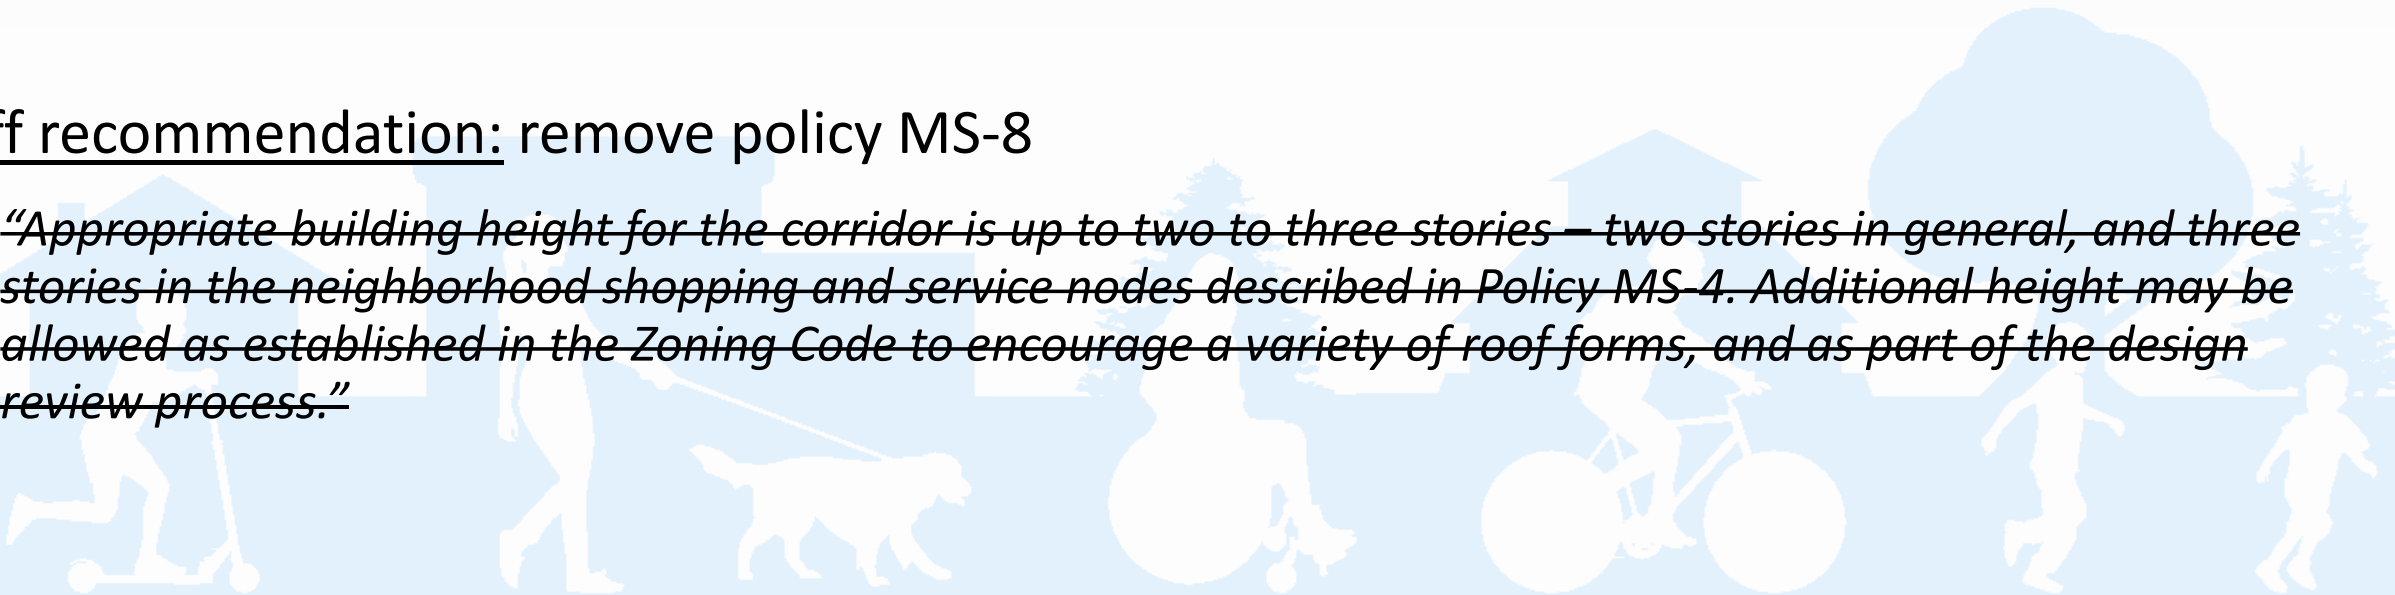 ff recommendation: remove policy MS-8
“Appropriate building height for the corridor is up to two to three stories – two stories in general, and three
stories in the neighborhood shopping and service nodes described in Policy MS-4. Additional height may be
allowed as established in the Zoning Code to encourage a variety of roof forms, and as part of the design
review process.”